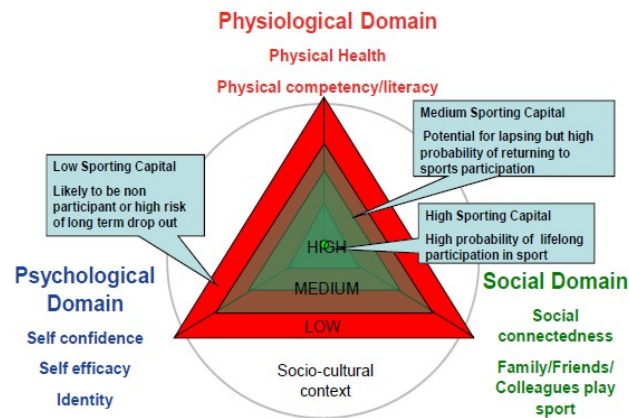 Physiological Domain
Physical Health
Physical competency/literacy
Medium Sporting Capital
Potential for lapsing but high
probability of returning to
sports participation
Low Sporting Capital
Likely to be non
participant or high risk
of long term drop out
High Sporting Capital
High probability of lifelong
participation in sport
HIGH
MEDIUM
LOW
Psychological
Domain
Self confidence
Self efficacy
Identity
Social Domain
Social
connectedness
Family/Friends/
Colleagues play
sport
Socio-cultural
context